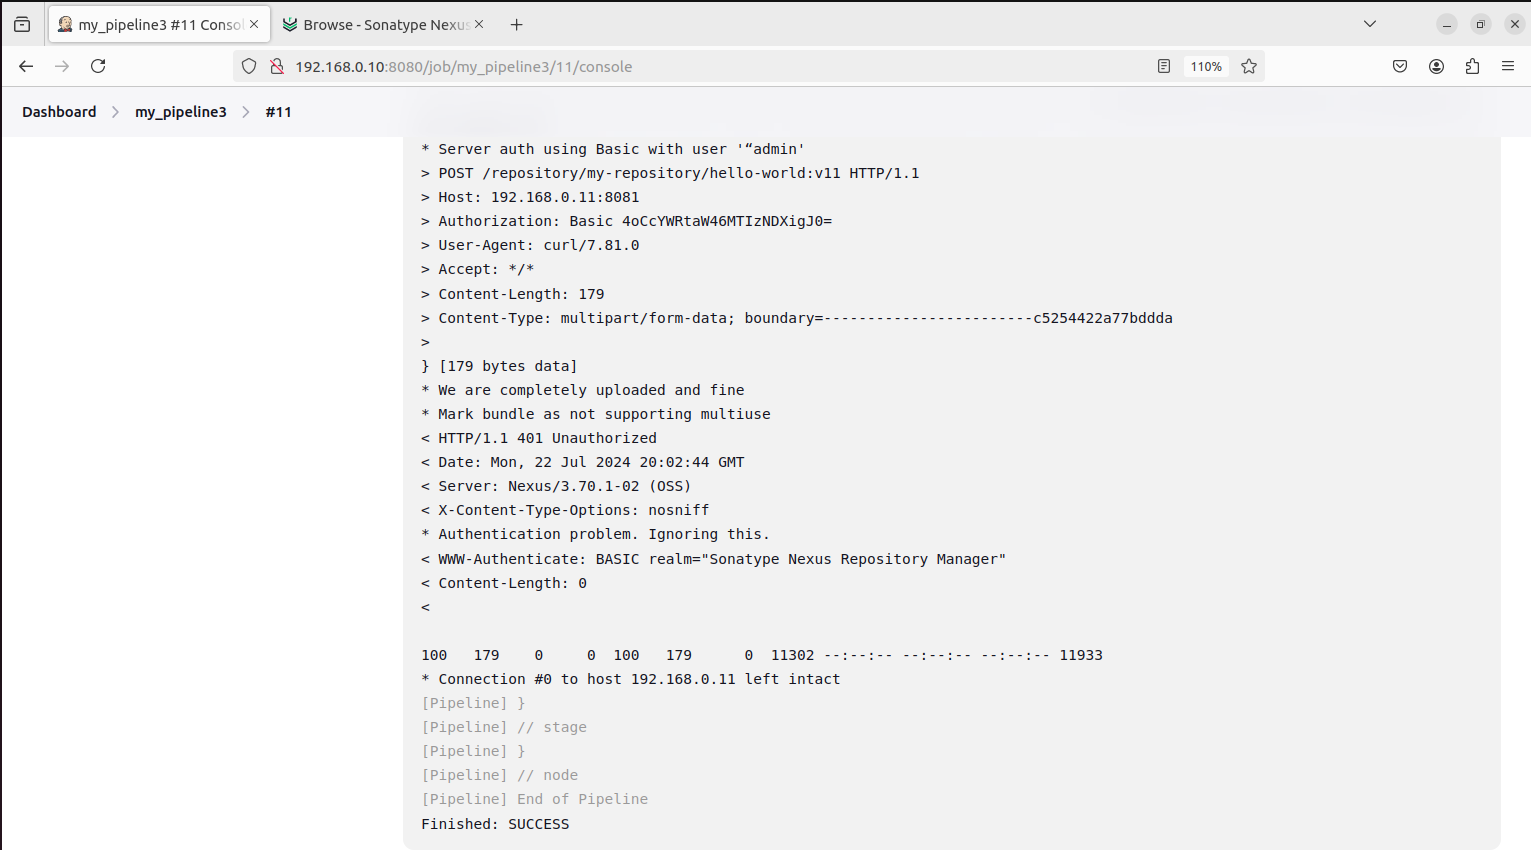 my_pipeline3 #11 Conso
Browse - Sonatype Nexus
192.168.0.10:8080/job/my_pipeline3/11/console
110%
Dashboard
my_pipeline3
#11
* Server auth using Basic with user '“admin'
> POST /repository/my-repository/hello-world:v11 HTTP/1.1
> Host: 192.168.0.11:8081
> Authorization: Basic 4oCcYWRtaW46MTIzNDXigJ0=
> User-Agent: curl/7.81.0
> Accept: */*
> Content-Length: 179
> Content-Type: multipart/form-data; boundary=------------------------c5254422a77bddda
>
} [179 bytes data]
* We are completely uploaded and fine
* Mark bundle as not supporting multiuse
< HTTP/1.1 401 Unauthorized
< Date: Mon, 22 Jul 2024 20:02:44 GMT
< Server: Nexus/3.70.1-02 (OSS)
< X-Content-Type-Options: nosniff
* Authentication problem. Ignoring this.
< WWW-Authenticate: BASIC realm="Sonatype Nexus Repository Manager"
< Content-Length: 0
<
100   179    0     0  100   179      0  11302 --:--:-- --:--:-- --:--:-- 11933
* Connection #0 to host 192.168.0.11 left intact
[Pipeline] }
[Pipeline] // stage
[Pipeline] }
[Pipeline] // node
[Pipeline] End of Pipeline
Finished: SUCCESS